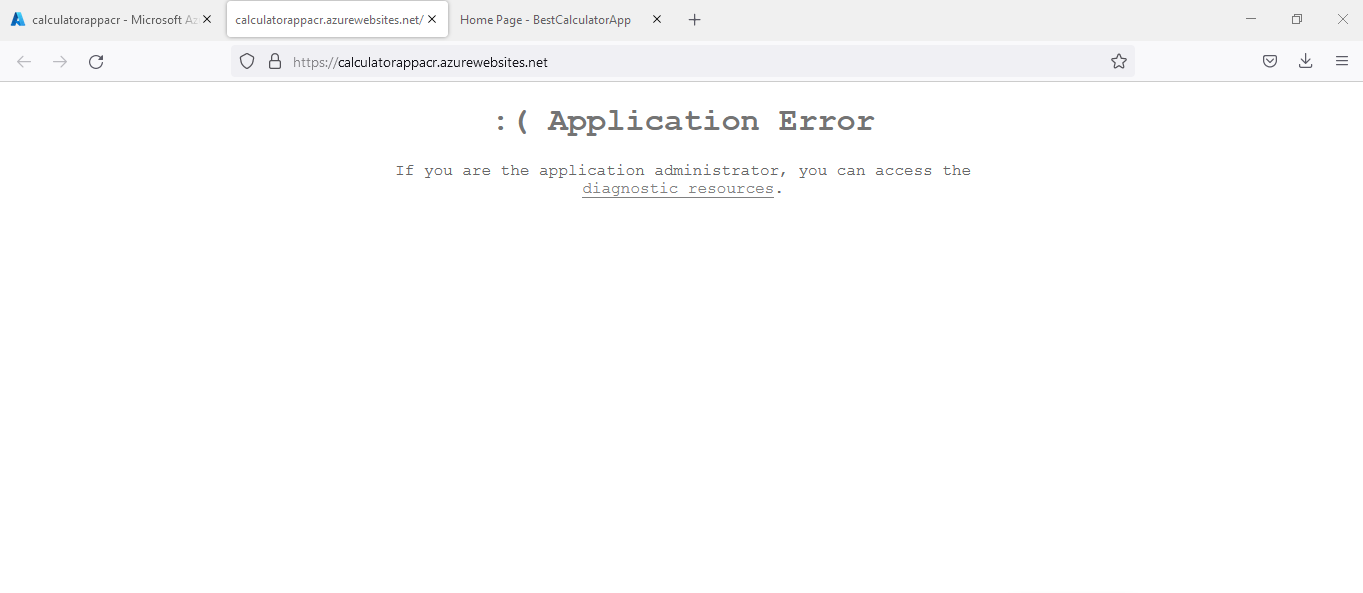 calculatorappacr - Microsoft Az
calculatorappacr.azurewebsites.net/
Home Page - BestCalculatorApp
https://calculatorappacr.azurewebsites.net
:( Application Error
If you are the application administrator, you can access the
diagnostic resources.